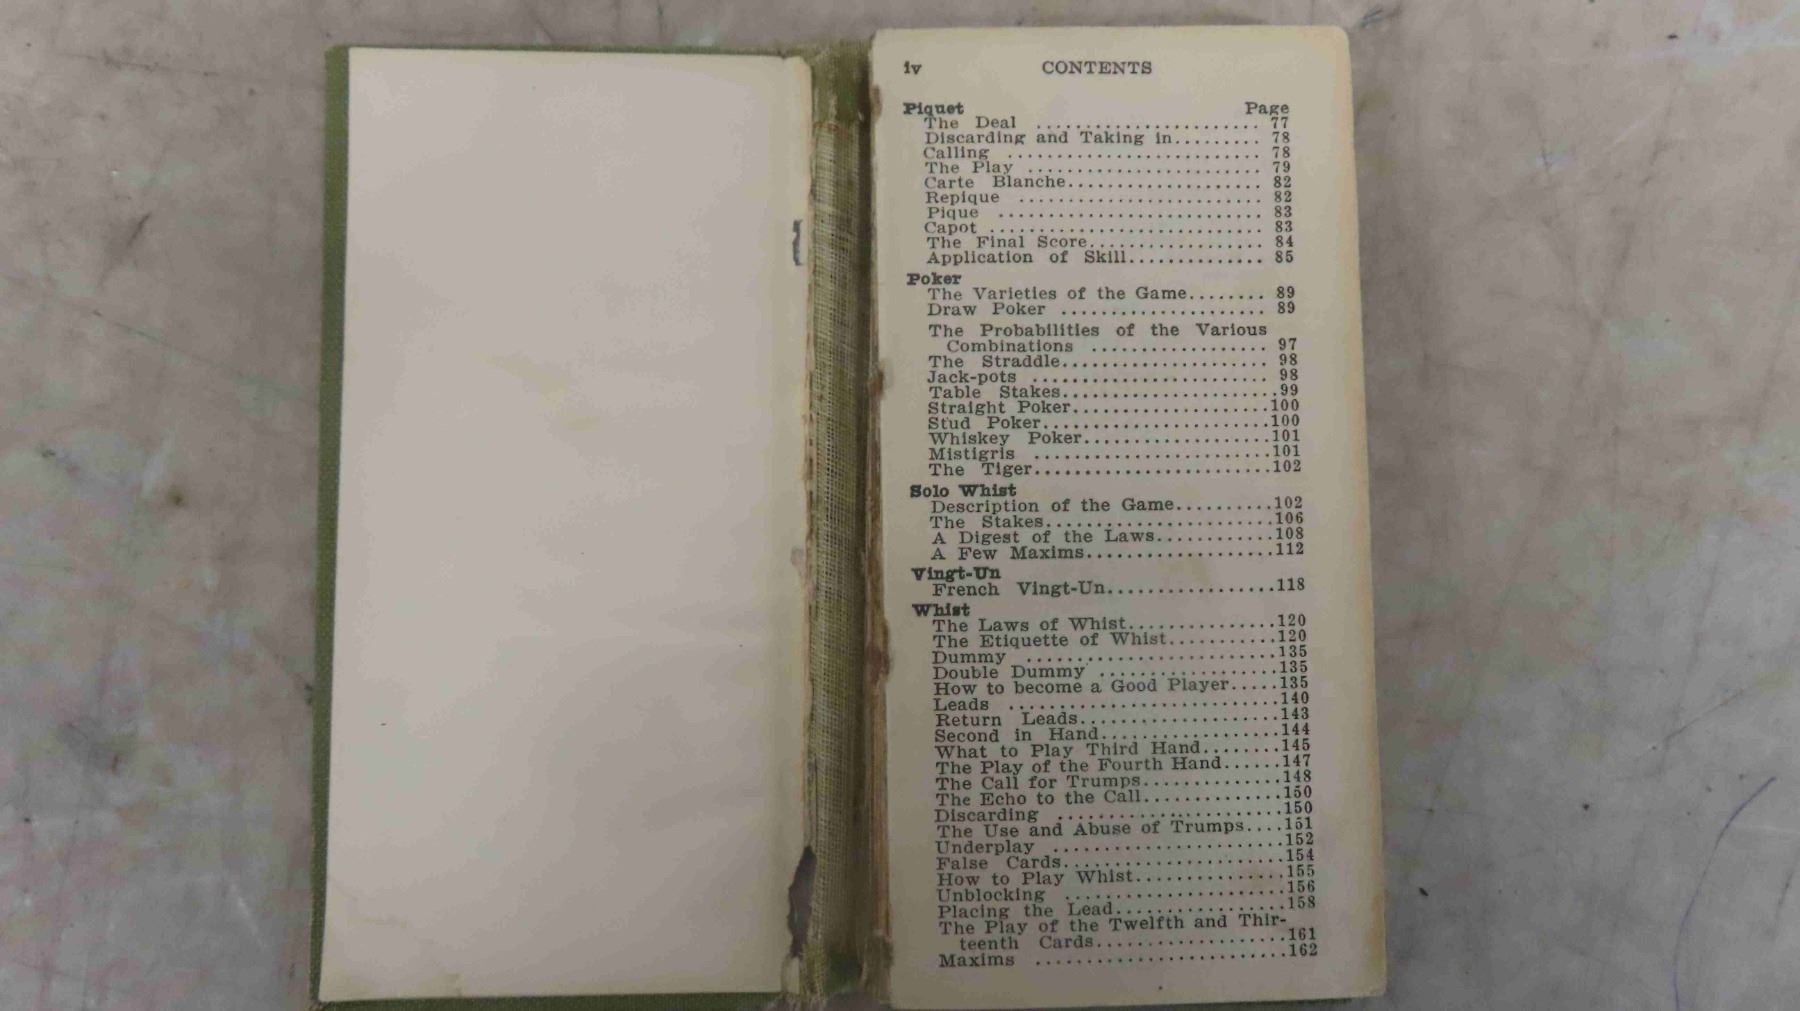 iv CONTENTS
Piquet Page
The Deal ........................ 77
Discarding and Taking in......... 78
Calling ........................... 78
The Play ......................... 79
Carte Blanche.................... 82
Repique .......................... 82
Pique ............................ 83
Capot ............................ 83
The Final Score.................. 84
Application of Skill.............. 85
Poker
The Varieties of the Game........ 89
Draw Poker ...................... 89
The Probabilities of the Various
Combinations .................. 97
The Straddle..................... 98
Jack-pots ......................... 98
Table Stakes......................99
Straight Poker....................100
Stud Poker.......................100
Whiskey Poker...................101
Mistigris .........................101
The Tiger........................102
Solo Whist
Description of the Game..........102
The Stakes.......................106
A Digest of the Laws............108
A Few Maxims...................112
Vingt-Un
French Vingt-Un.................118
Whist
The Laws of Whist...............120
The Etiquette of Whist...........120
Dummy .........................135
Double Dummy ..................135
How to become a Good Player.....135
Leads ...........................140
Return Leads....................143
Second in Hand..................144
What to Play Third Hand........145
The Play of the Fourth Hand......147
The Call for Trumps..............148
The Echo to the Call..............150
Discarding .......................150
The Use and Abuse of Trumps....151
Underplay .......................152
False Cards......................154
How to Play Whist...............155
Unblocking ......................156
Placing the Lead.................158
The Play of the Twelfth and Thir-
teenth Cards...................161
Maxims .........................162